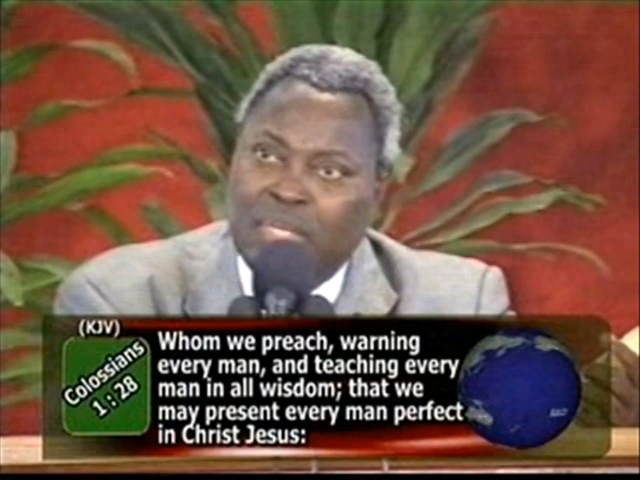 (KJV)
Colossians
1 : 28
Whom we preach, warning
every man, and teaching every
man in all wisdom; that we
may present every man perfect
in Christ Jesus: